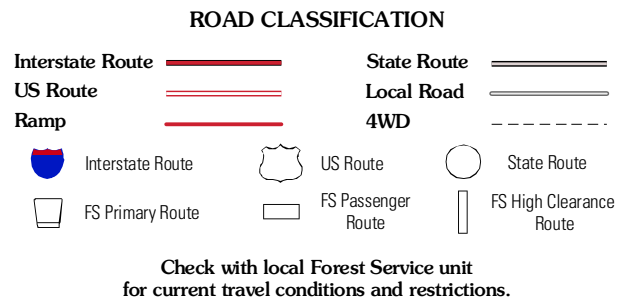 ROAD CLASSIFICATION
Interstate Route
State Route
US Route
Local Road
Ramp
4WD
Interstate Route
US Route
State Route
FS Primary Route
FS Passenger
Route
FS High Clearance
Route
Check with local Forest Service unit
for current travel conditions and restrictions.